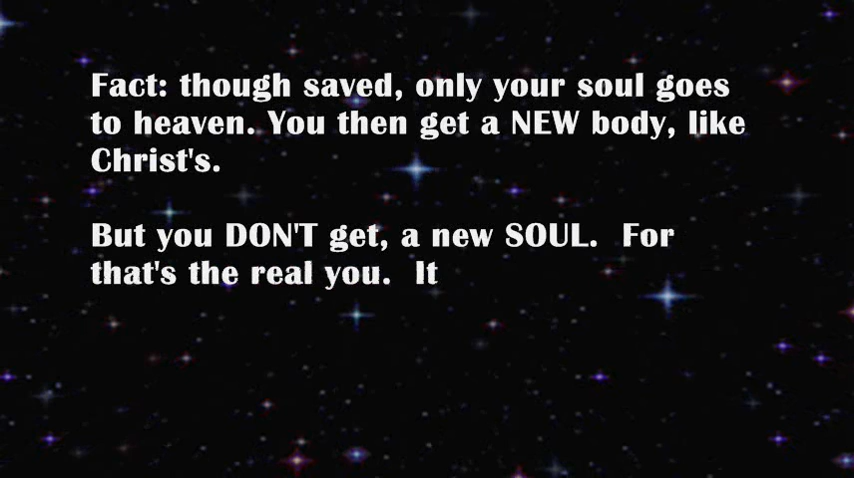 Fact: though saved, only your soul goes
to heaven. You then get a NEW body, like
Christ's.
But you DON'T get, a new SOUL.  For
that's the real you.  It